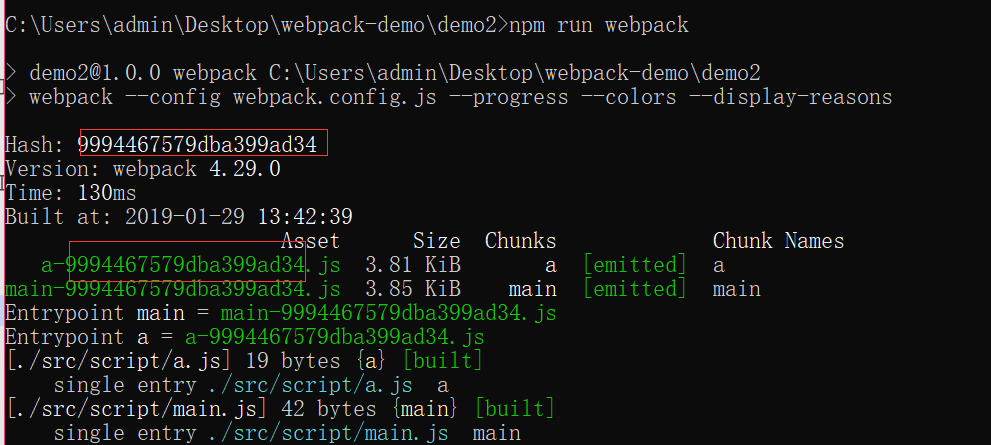 C:\Users\admin\Desktop\webpack-demo\demo2>npm run webpack
> demo2@1.0.0 webpack C:\Users\admin\Desktop\webpack-demo\demo2
> webpack --config webpack.config.js --progress --colors --display-reasons
Hash: 9994467579dba399ad34
Version: webpack 4.29.0
Time: 130ms
Built at: 2019-01-29 13:42:39
Asset Size Chunks Chunk Names
a-9994467579dba399ad34.js 3.81 KiB a [emitted] a
main-9994467579dba399ad34.js 3.85 KiB main [emitted] main
Entrypoint main = main-9994467579dba399ad34.js
Entrypoint a = a-9994467579dba399ad34.js
[./src/script/a.js] 19 bytes {a} [built]
single entry ./src/script/a.js a
[./src/script/main.js] 42 bytes {main} [built]
single entry ./src/script/main.js main